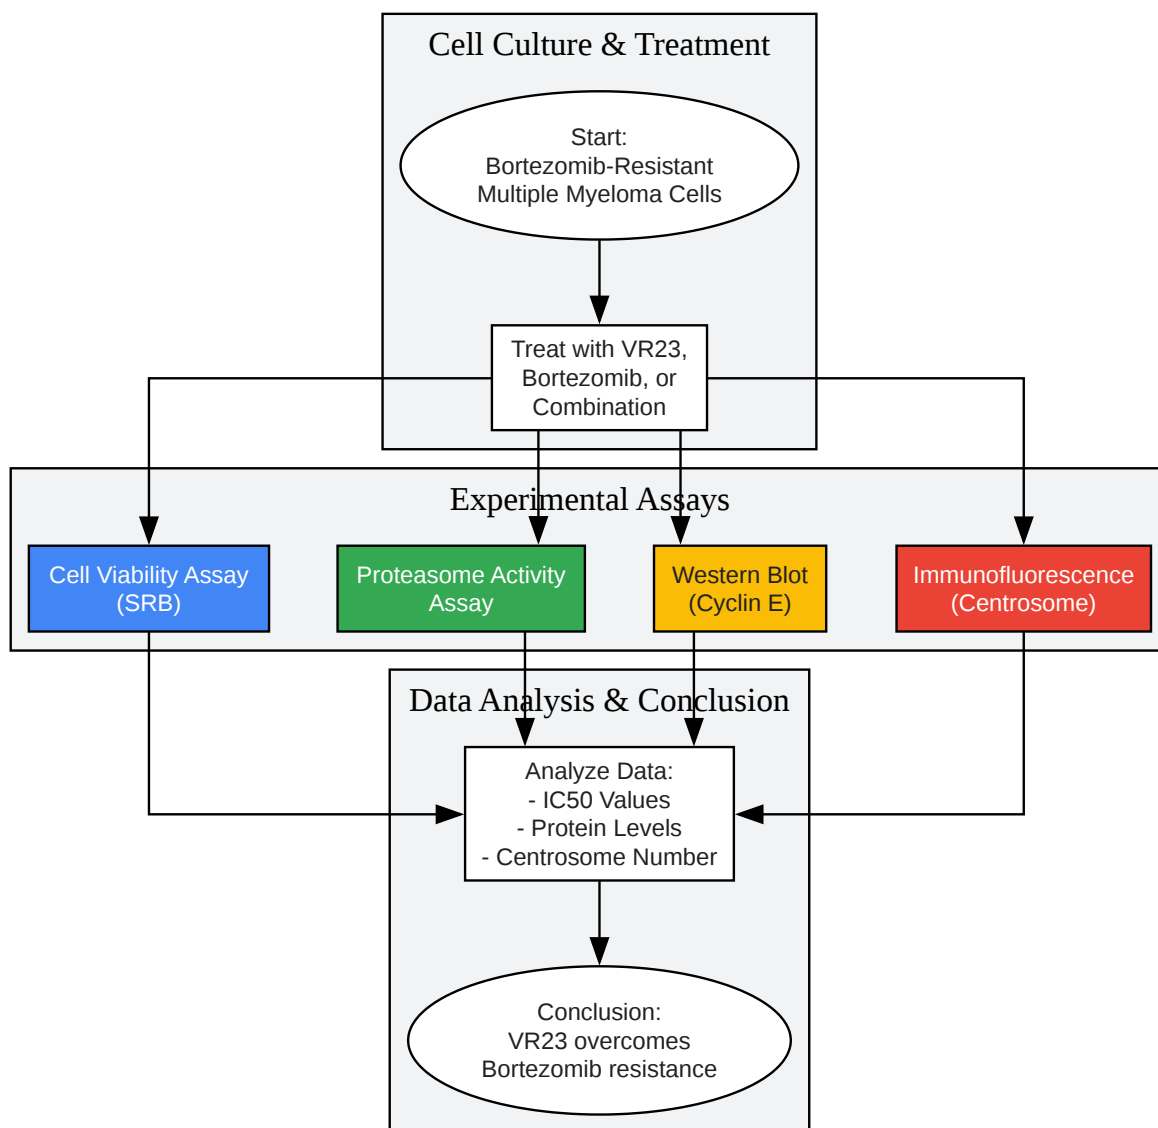 Cell Culture & Treatment
Start:
Bortezomib-Resistant
Multiple Myeloma Cells
Treat with VR23,
Bortezomib, or
Combination
Experimental Assays
Cell Viability Assay
(SRB)
Proteasome Activity
Assay
Western Blot
(Cyclin E)
Immunofluorescence
(Centrosome)
Data Analysis & Conclusion
Analyze Data:
- IC50 Values
- Protein Levels
- Centrosome Number
Conclusion:
VR23 overcomes
Bortezomib resistance